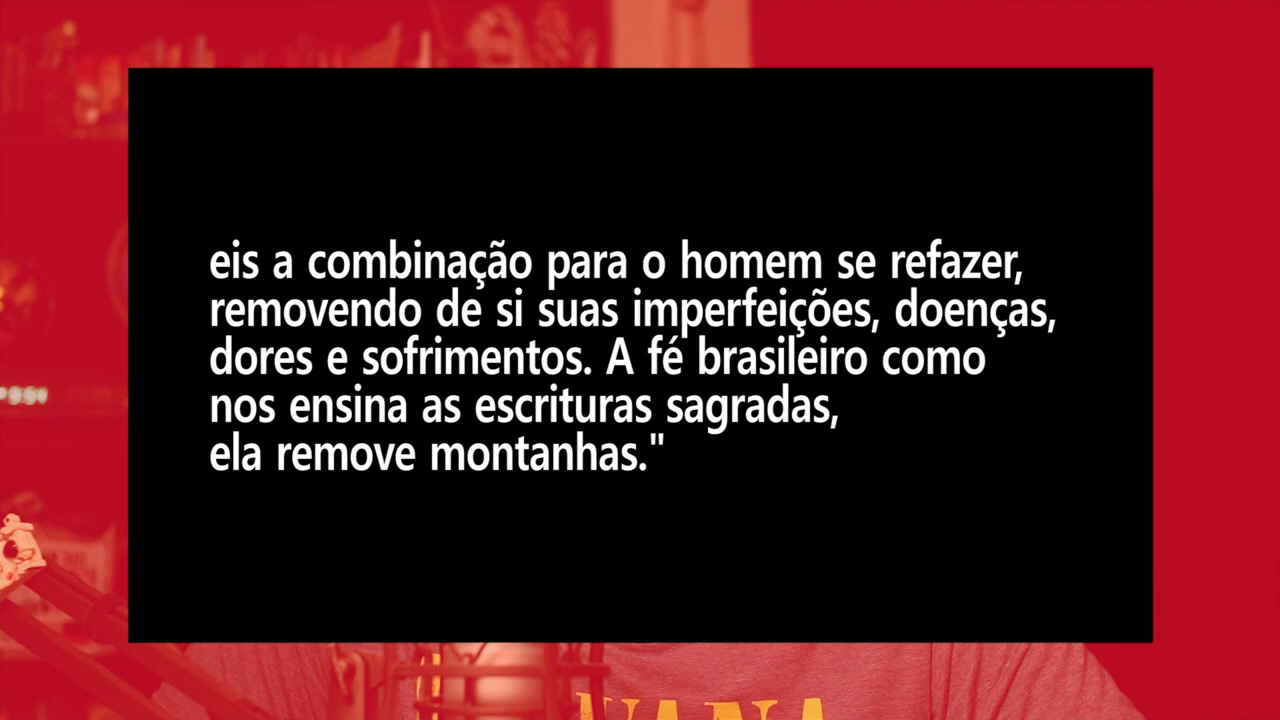 eis a combinação para o homem se refazer,
removendo de si suas imperfeições, doenças,
dores e sofrimentos. A fé brasileiro como
nos ensina as escrituras sagradas,
ela remove montanhas."